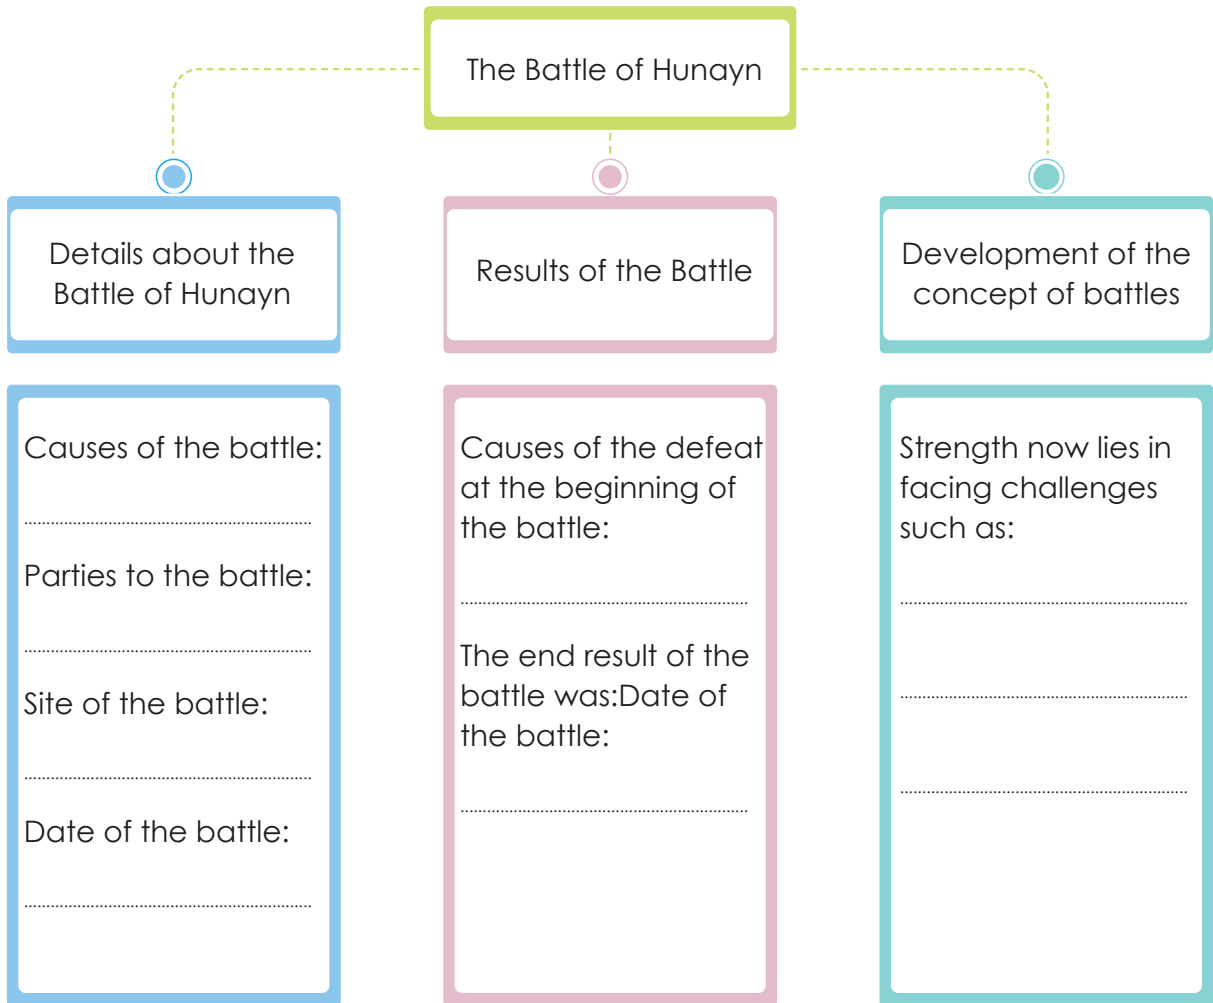 The Battle of Hunayn
Details about the
Battle of Hunayn
Causes of the battle:
Parties to the battle:
Site of the battle:
Date of the battle:
Results of the Battle
Causes of the defeat
at the beginning of
the battle:
The end result of the
battle was:Date of
the battle:
Development of the
concept of battles
Strength now lies in
facing challenges
such as: